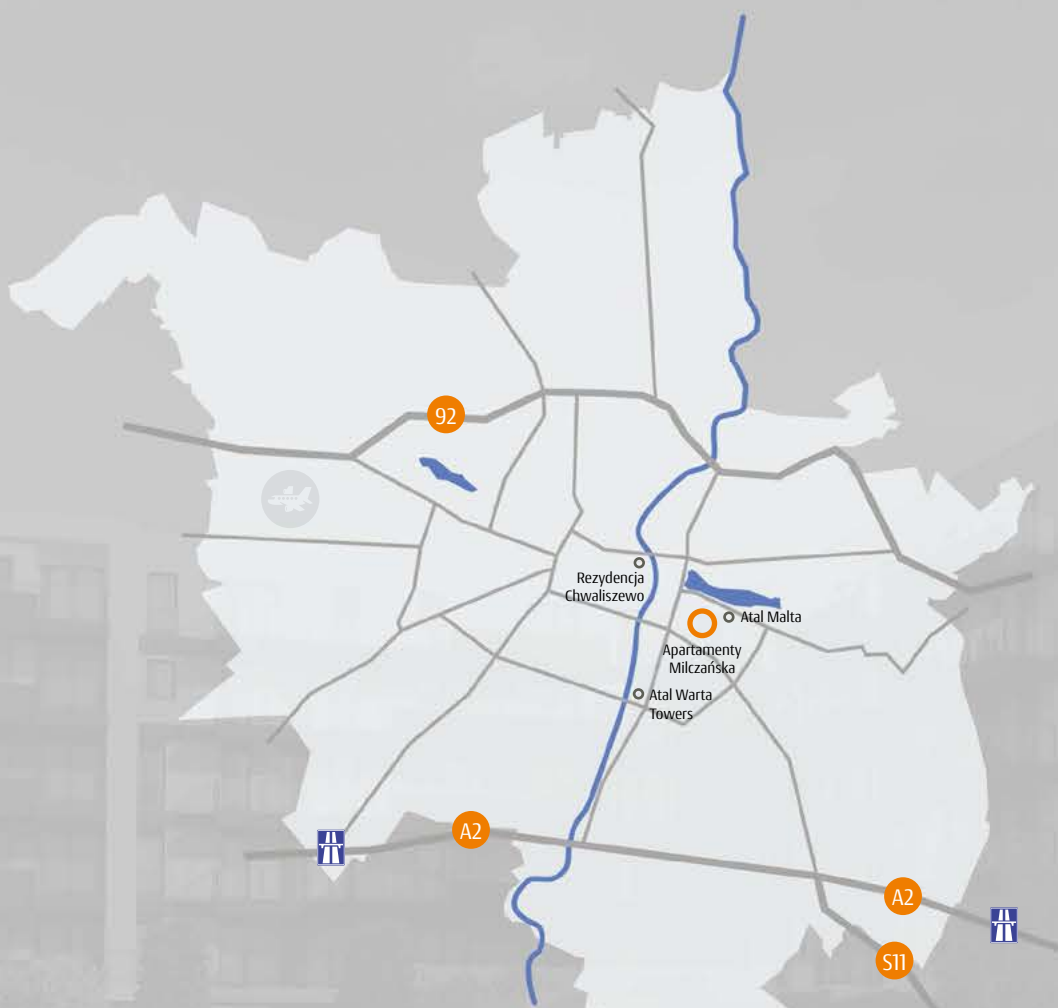 92
Rezydencja
Chwaliszewo
Atal Malta
Apartamenty
Milczańska
Atal Warta
Towers
A2
A2
S11